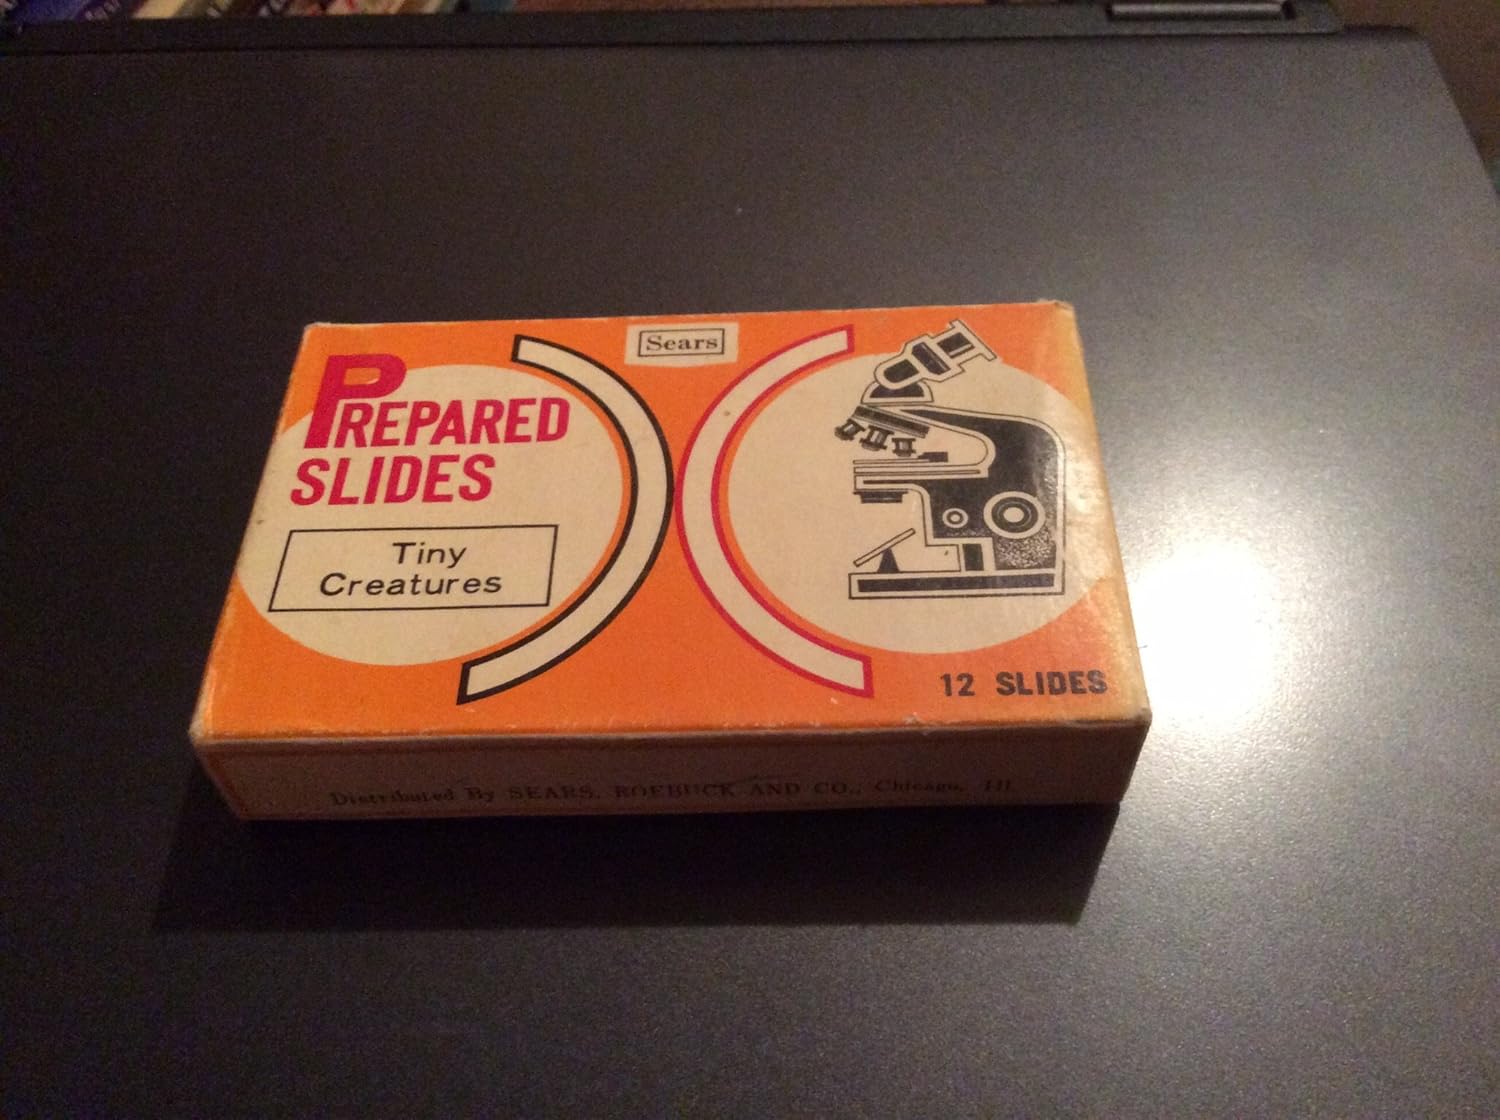 Sears
PREPARED
SLIDES
Tiny
Creatures
12 SLIDES
Distributed By SEARS, ROEBUCK AND CO., Chicago, Ill